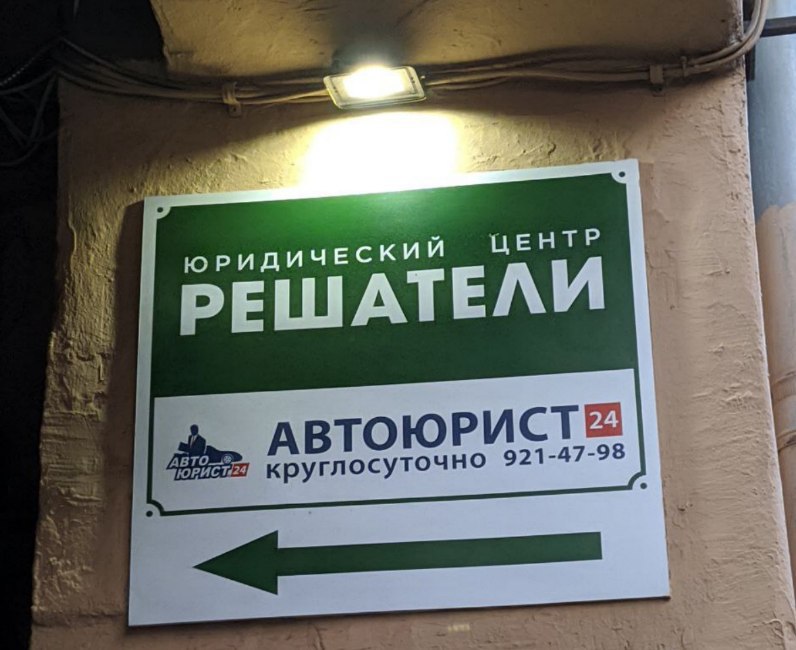 ЮРИДИЧЕСКИЙ ЦЕНТР
РЕШАТЕЛИ
АВТОЮРИСТ 24
круглосуточно 921-47-98
АВТО
ЮРИСТ 24